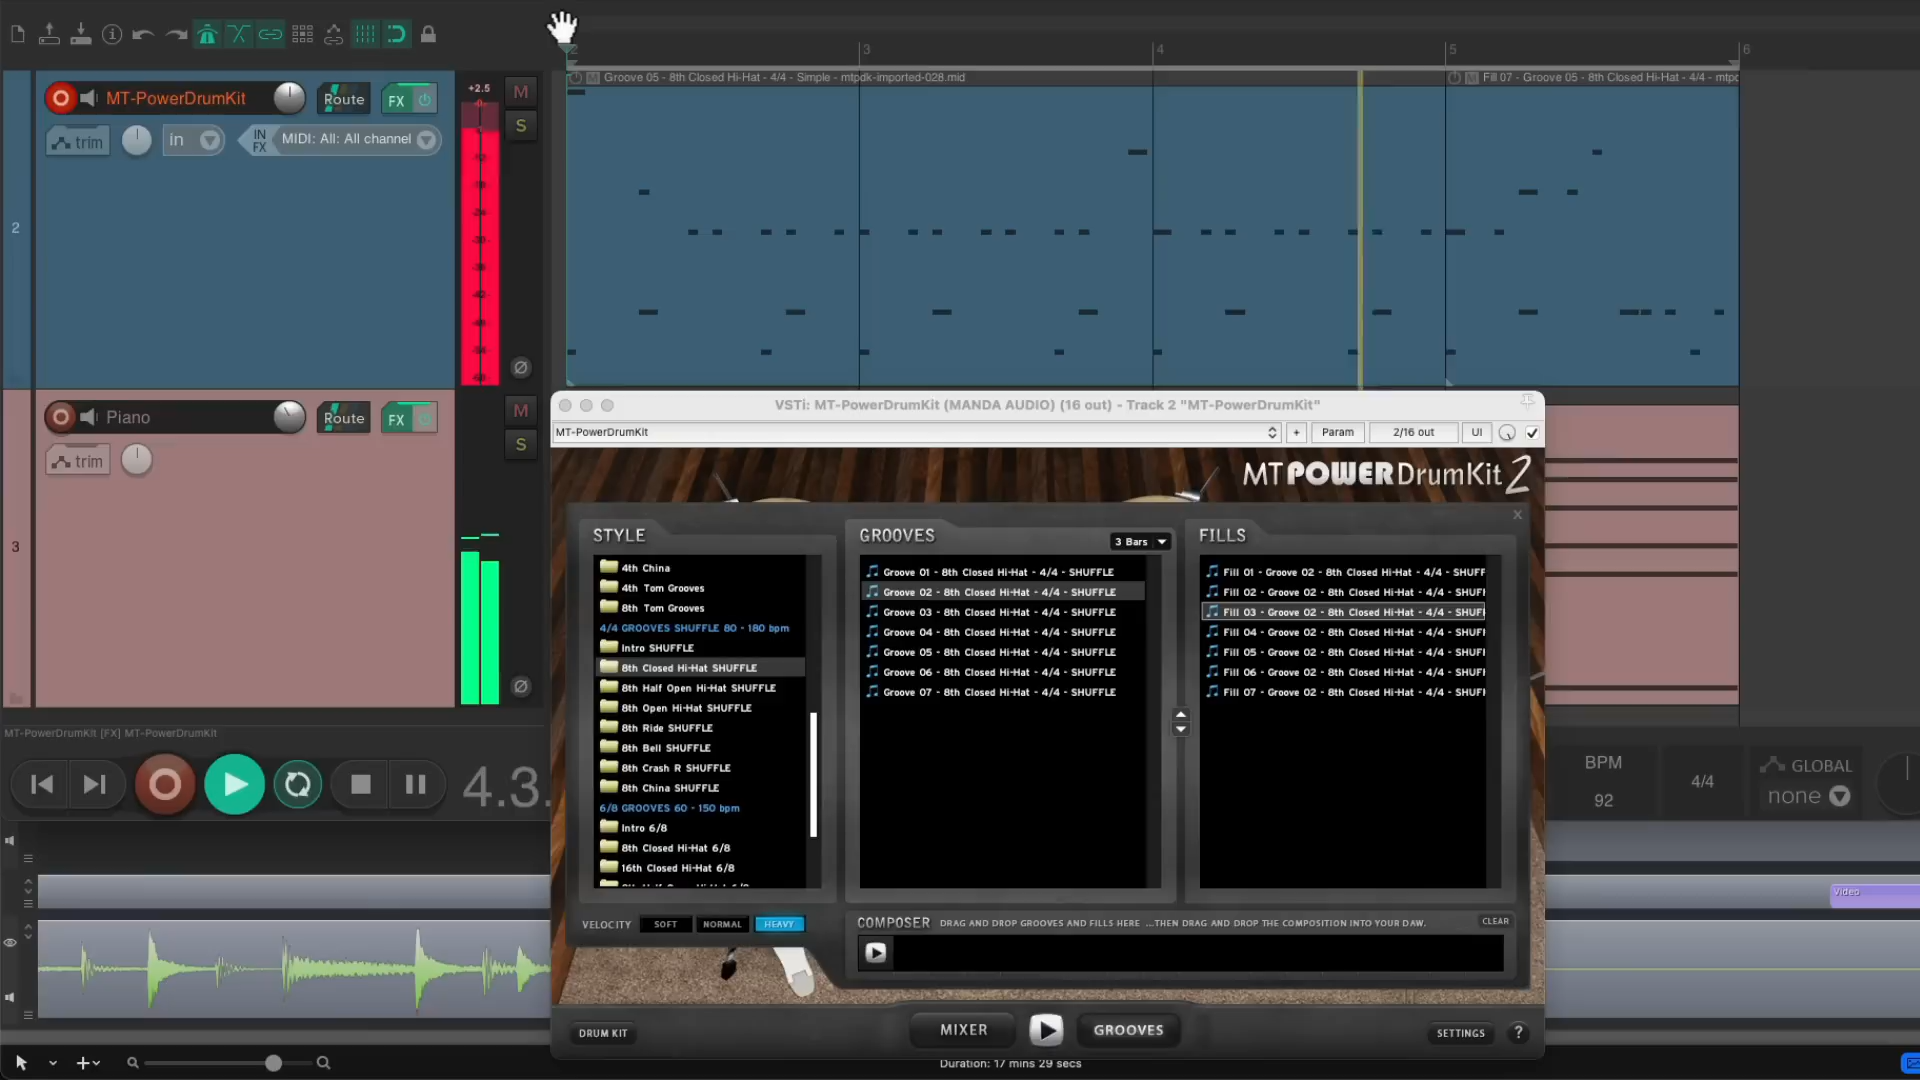 2
3
4
5
6
Groove 05 - 8th Closed Hi-Hat - 4/4 - Simple - mtpdk-imported-028.mid
Fill 07 - Groove 05 - 8th Closed Hi-Hat - 4/4 - mtpd
MT-PowerDrumKit
Route
FX
+2.5
M
S
trim
in
IN FX
MIDI: All: All channel
2
Piano
Route
FX
M
S
trim
3
VSTi: MT-PowerDrumKit (MANDA AUDIO) (16 out) - Track 2 "MT-PowerDrumKit"
MT-PowerDrumKit
+
Param
2/16 out
UI
MT POWER DrumKit 2
x
STYLE
4th China
4th Tom Grooves
8th Tom Grooves
4/4 GROOVES SHUFFLE 80 - 180 bpm
Intro SHUFFLE
8th Closed Hi-Hat SHUFFLE
8th Half Open Hi-Hat SHUFFLE
8th Open Hi-Hat SHUFFLE
8th Ride SHUFFLE
8th Bell SHUFFLE
8th Crash R SHUFFLE
8th China SHUFFLE
6/8 GROOVES 60 - 150 bpm
Intro 6/8
8th Closed Hi-Hat 6/8
16th Closed Hi-Hat 6/8
GROOVES
3 Bars
Groove 01 - 8th Closed Hi-Hat - 4/4 - SHUFFLE
Groove 02 - 8th Closed Hi-Hat - 4/4 - SHUFFLE
Groove 03 - 8th Closed Hi-Hat - 4/4 - SHUFFLE
Groove 04 - 8th Closed Hi-Hat - 4/4 - SHUFFLE
Groove 05 - 8th Closed Hi-Hat - 4/4 - SHUFFLE
Groove 06 - 8th Closed Hi-Hat - 4/4 - SHUFFLE
Groove 07 - 8th Closed Hi-Hat - 4/4 - SHUFFLE
FILLS
Fill 01 - Groove 02 - 8th Closed Hi-Hat - 4/4 - SHUFF
Fill 02 - Groove 02 - 8th Closed Hi-Hat - 4/4 - SHUFF
Fill 03 - Groove 02 - 8th Closed Hi-Hat - 4/4 - SHUFF
Fill 04 - Groove 02 - 8th Closed Hi-Hat - 4/4 - SHUFF
Fill 05 - Groove 02 - 8th Closed Hi-Hat - 4/4 - SHUFF
Fill 06 - Groove 02 - 8th Closed Hi-Hat - 4/4 - SHUFF
Fill 07 - Groove 02 - 8th Closed Hi-Hat - 4/4 - SHUFF
VELOCITY
SOFT
NORMAL
HEAVY
COMPOSER
DRAG AND DROP GROOVES AND FILLS HERE ...THEN DRAG AND DROP THE COMPOSITION INTO YOUR DAW.
CLEAR
DRUM KIT
MIXER
GROOVES
SETTINGS
?
MT-PowerDrumKit [FX] MT-PowerDrumKit
4.3.
BPM
92
4/4
GLOBAL
none
Video
Duration: 17 mins 29 secs